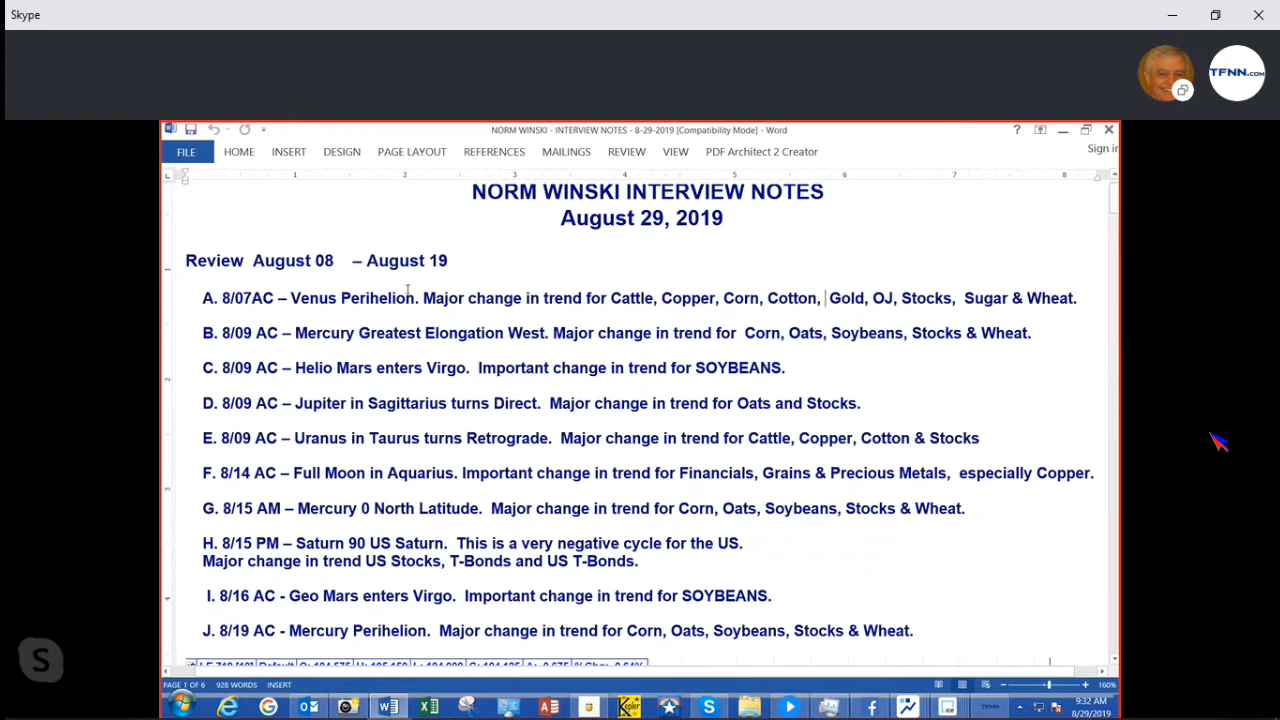 Skype
TFNN.COM
NORM WINSKI - INTERVIEW NOTES - 8-29-2019 [Compatibility Mode] - Word
FILE HOME INSERT DESIGN PAGE LAYOUT REFERENCES MAILINGS REVIEW VIEW PDF Architect 2 Creator Sign in
1 2 3 4 5 6 7 8
NORM WINSKI INTERVIEW NOTES
August 29, 2019
Review August 08 – August 19
A. 8/07AC – Venus Perihelion. Major change in trend for Cattle, Copper, Corn, Cotton, Gold, OJ, Stocks, Sugar & Wheat.
B. 8/09 AC – Mercury Greatest Elongation West. Major change in trend for Corn, Oats, Soybeans, Stocks & Wheat.
C. 8/09 AC – Helio Mars enters Virgo. Important change in trend for SOYBEANS.
D. 8/09 AC – Jupiter in Sagittarius turns Direct. Major change in trend for Oats and Stocks.
E. 8/09 AC – Uranus in Taurus turns Retrograde. Major change in trend for Cattle, Copper, Cotton & Stocks
F. 8/14 AC – Full Moon in Aquarius. Important change in trend for Financials, Grains & Precious Metals, especially Copper.
G. 8/15 AM – Mercury 0 North Latitude. Major change in trend for Corn, Oats, Soybeans, Stocks & Wheat.
H. 8/15 PM – Saturn 90 US Saturn. This is a very negative cycle for the US.
Major change in trend US Stocks, T-Bonds and US T-Bonds.
I. 8/16 AC - Geo Mars enters Virgo. Important change in trend for SOYBEANS.
J. 8/19 AC - Mercury Perihelion. Major change in trend for Corn, Oats, Soybeans, Stocks & Wheat.
PAGE 1 OF 6 928 WORDS INSERT 160%
Kepler
TFNN
9:32 AM
8/29/2019